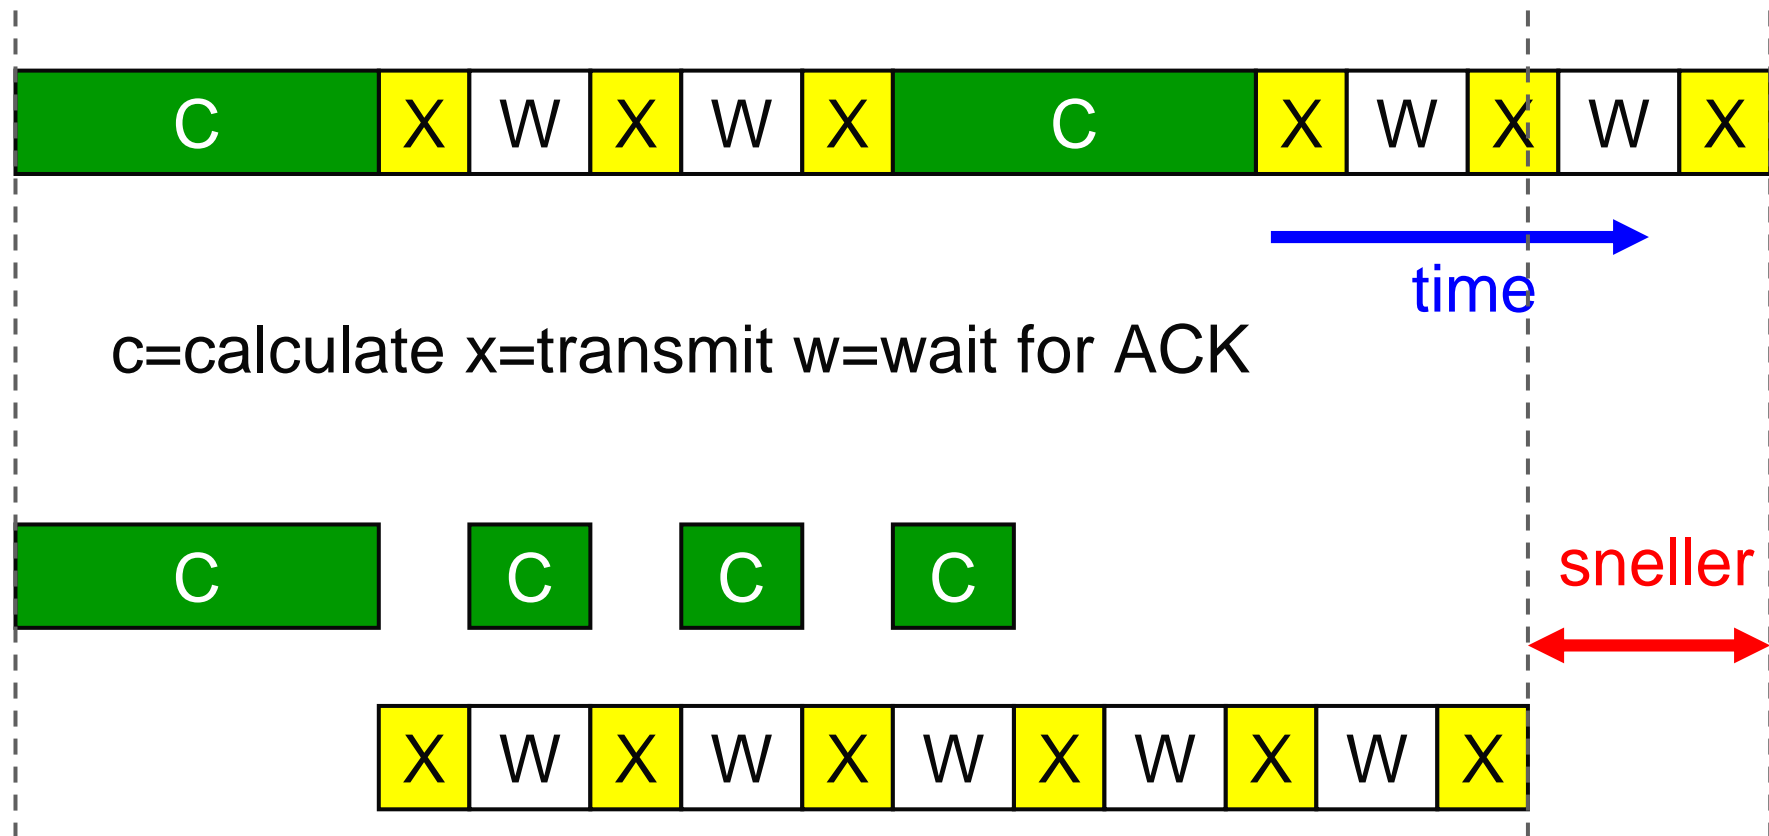 C X W X W X C X W X W X
time
c=calculate x=transmit w=wait for ACK
C C C C
sneller
X W X W X W X W X W X